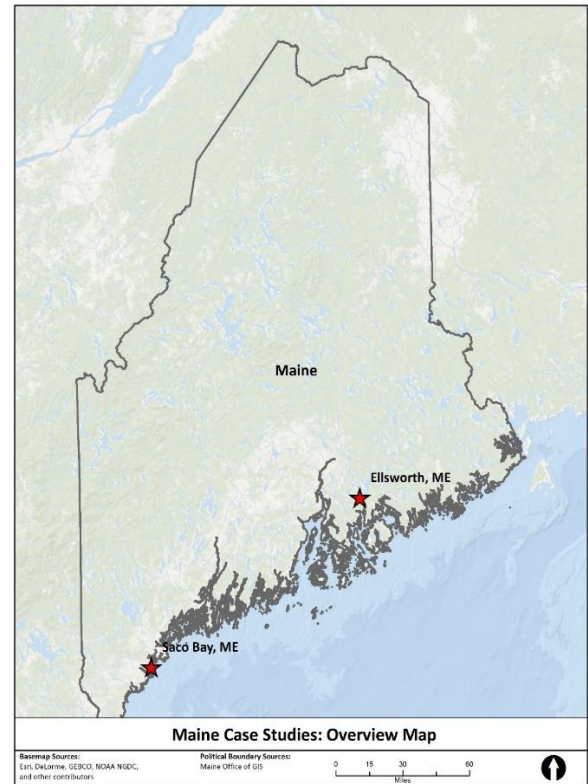 Maine
Ellsworth, ME
Saco Bay, ME
Maine Case Studies: Overview Map
Basemap Sources:
Esri, DeLorme, GEBCO, NOAA NGDC,
and other contributors
Political Boundary Sources:
Maine Office of GIS
0 15 30 60
Miles